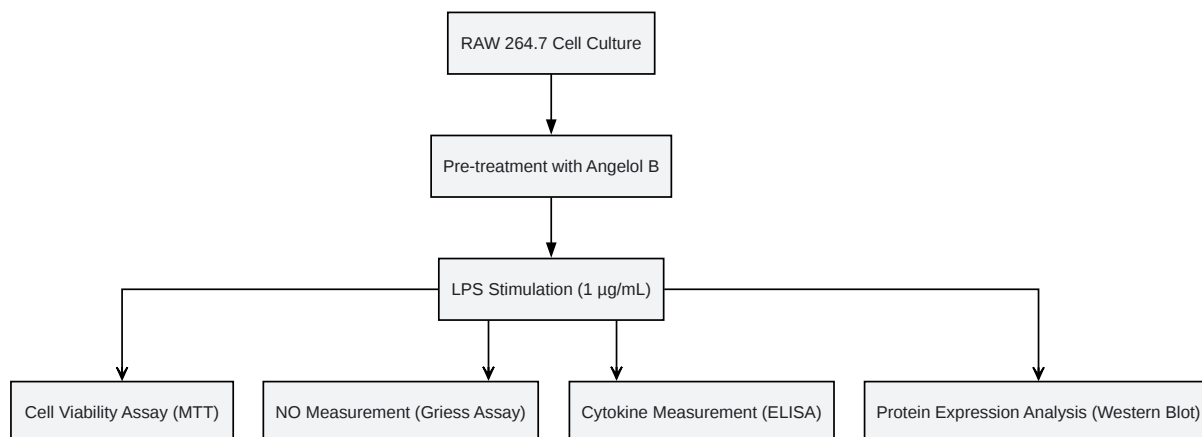 RAW 264.7 Cell Culture
Pre-treatment with Angelol B
LPS Stimulation (1 µg/mL)
Cell Viability Assay (MTT)
NO Measurement (Griess Assay)
Cytokine Measurement (ELISA)
Protein Expression Analysis (Western Blot)